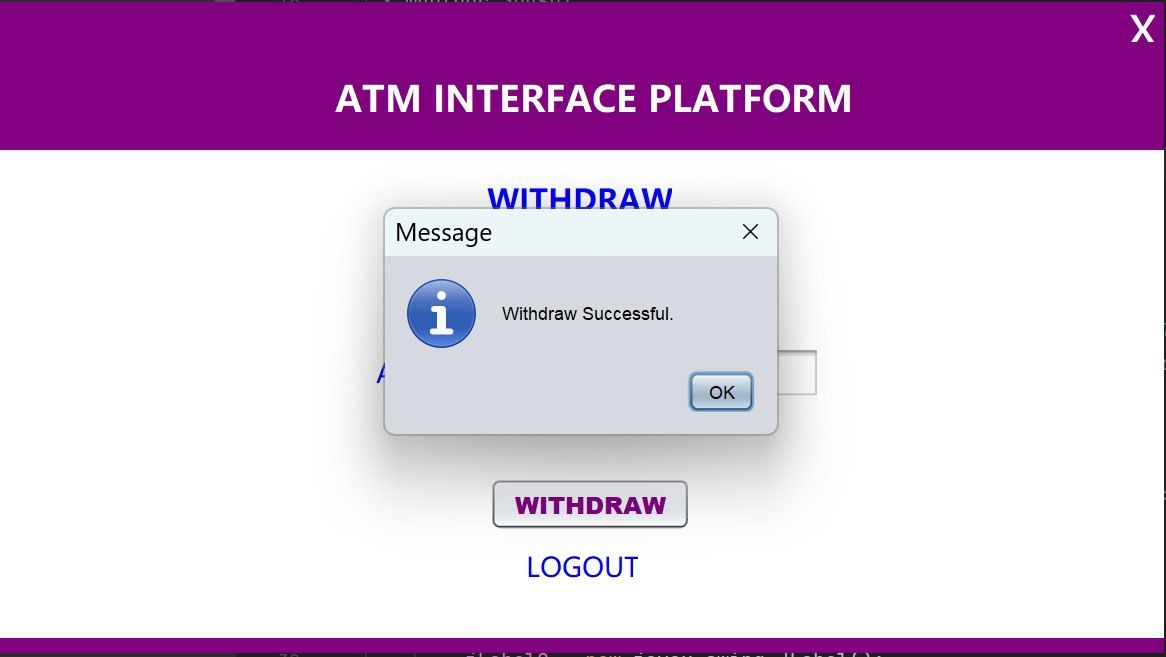 X
ATM INTERFACE PLATFORM
WITHDRAW
Message
Withdraw Successful.
OK
WITHDRAW
LOGOUT